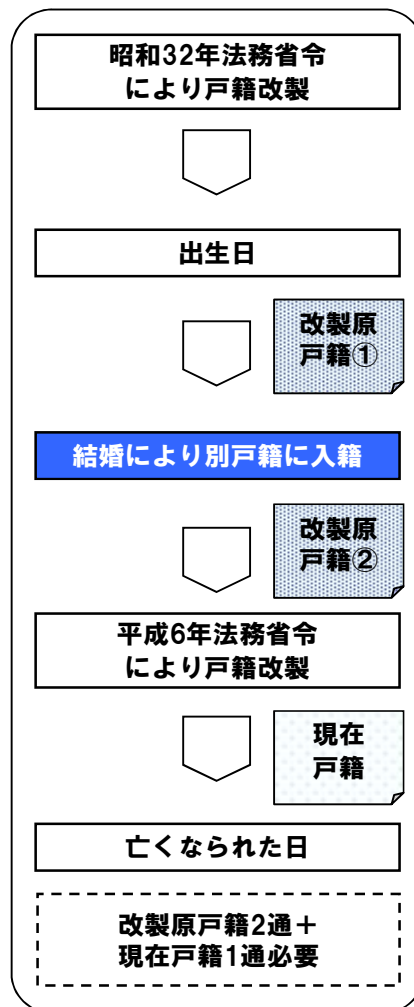 昭和32年法務省令
により戸籍改製
出生日
改製原
戸籍①
結婚により別戸籍に入籍
改製原
戸籍②
平成6年法務省令
により戸籍改製
現在
戸籍
亡くなられた日
改製原戸籍2通＋
現在戸籍1通必要